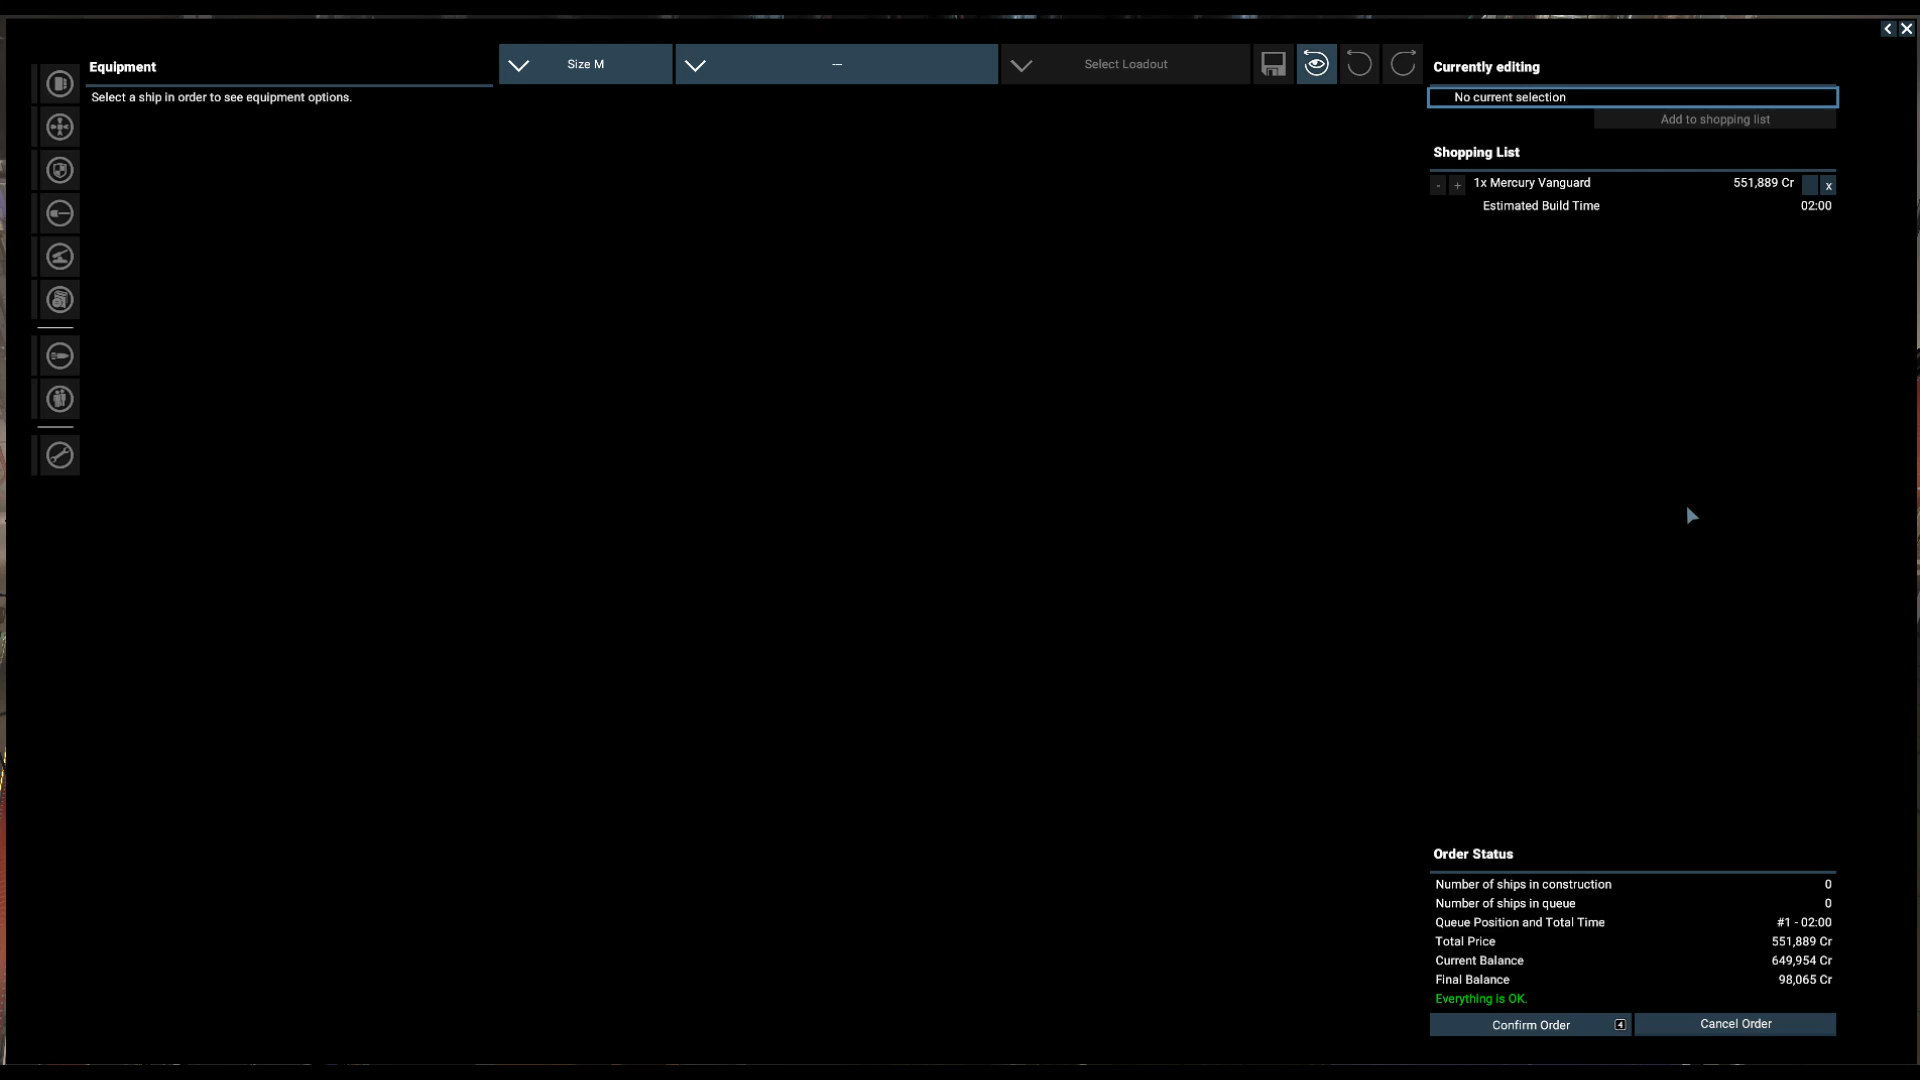 Equipment
Select a ship in order to see equipment options.
Size M
---
Select Loadout
Currently editing
No current selection
Add to shopping list
Shopping List
- + 1x Mercury Vanguard 551,889 Cr x
Estimated Build Time 02:00
Order Status
Number of ships in construction 0
Number of ships in queue 0
Queue Position and Total Time #1 - 02:00
Total Price 551,889 Cr
Current Balance 649,954 Cr
Final Balance 98,065 Cr
Everything is OK.
Confirm Order 4 Cancel Order